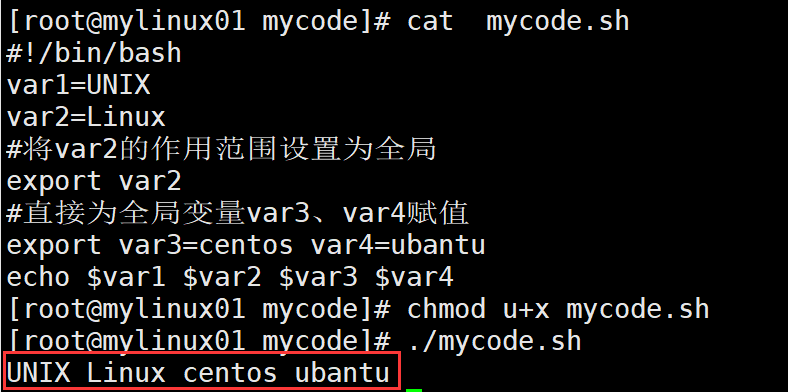 [root@mylinux01 mycode]# cat  mycode.sh
#!/bin/bash
var1=UNIX
var2=Linux
#将var2的作用范围设置为全局
export var2
#直接为全局变量var3、var4赋值
export var3=centos var4=ubantu
echo $var1 $var2 $var3 $var4
[root@mylinux01 mycode]# chmod u+x mycode.sh
[root@mylinux01 mycode]# ./mycode.sh
UNIX Linux centos ubantu